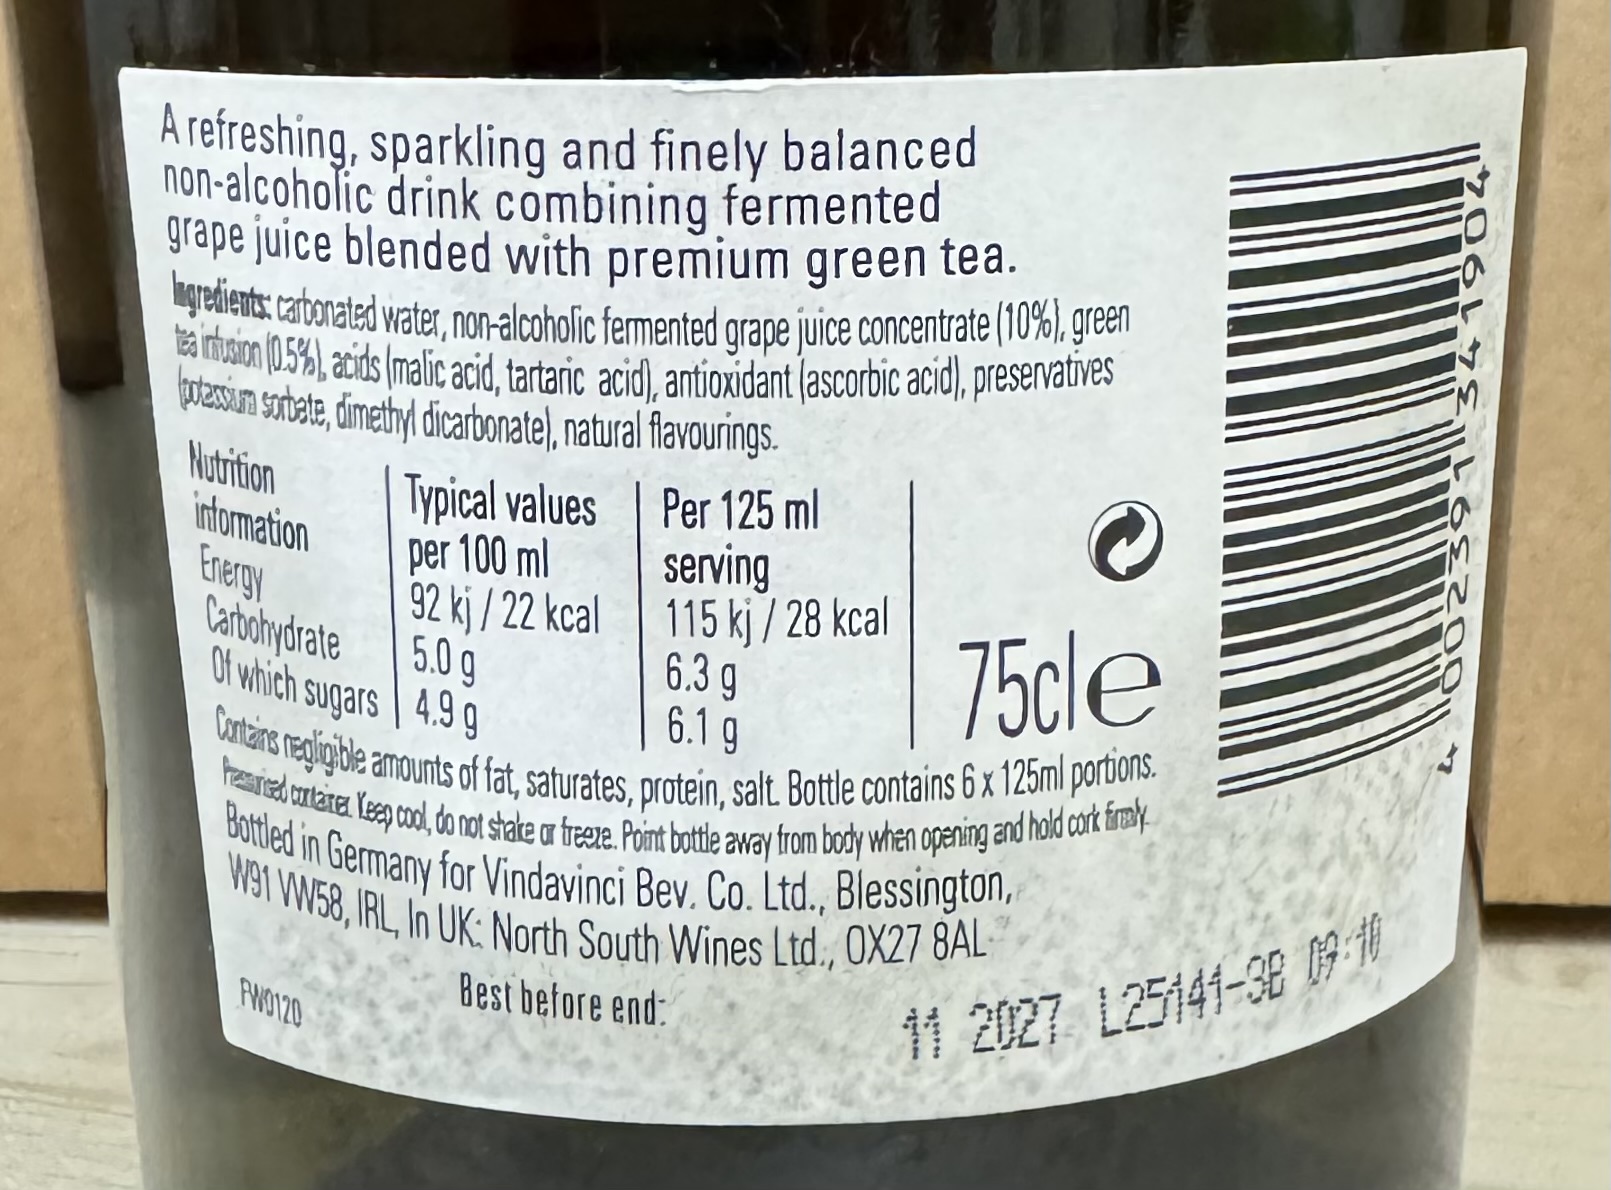 A refreshing, sparkling and finely balanced
non-alcoholic drink combining fermented
grape juice blended with premium green tea.
Ingredients: carbonated water, non-alcoholic fermented grape juice concentrate (10%), green
tea infusion (0.5%), acids (malic acid, tartaric acid), antioxidant (ascorbic acid), preservatives
(potassium sorbate, dimethyl dicarbonate), natural flavourings.
Nutrition information Typical values per 100 ml Per 125 ml serving
Energy 92 kj / 22 kcal 115 kj / 28 kcal
Carbohydrate 5.0 g 6.3 g
Of which sugars 4.9 g 6.1 g
75cl e
Contains negligible amounts of fat, saturates, protein, salt. Bottle contains 6 x 125ml portions.
Pressurised container. Keep cool, do not shake or freeze. Point bottle away from body when opening and hold cork firmly.
Bottled in Germany for Vindavinci Bev. Co. Ltd., Blessington,
W91 VW58, IRL, In UK: North South Wines Ltd., OX27 8AL
FW0120
Best before end:
11 2027 L25141-3B 09:10
4 002391 341904